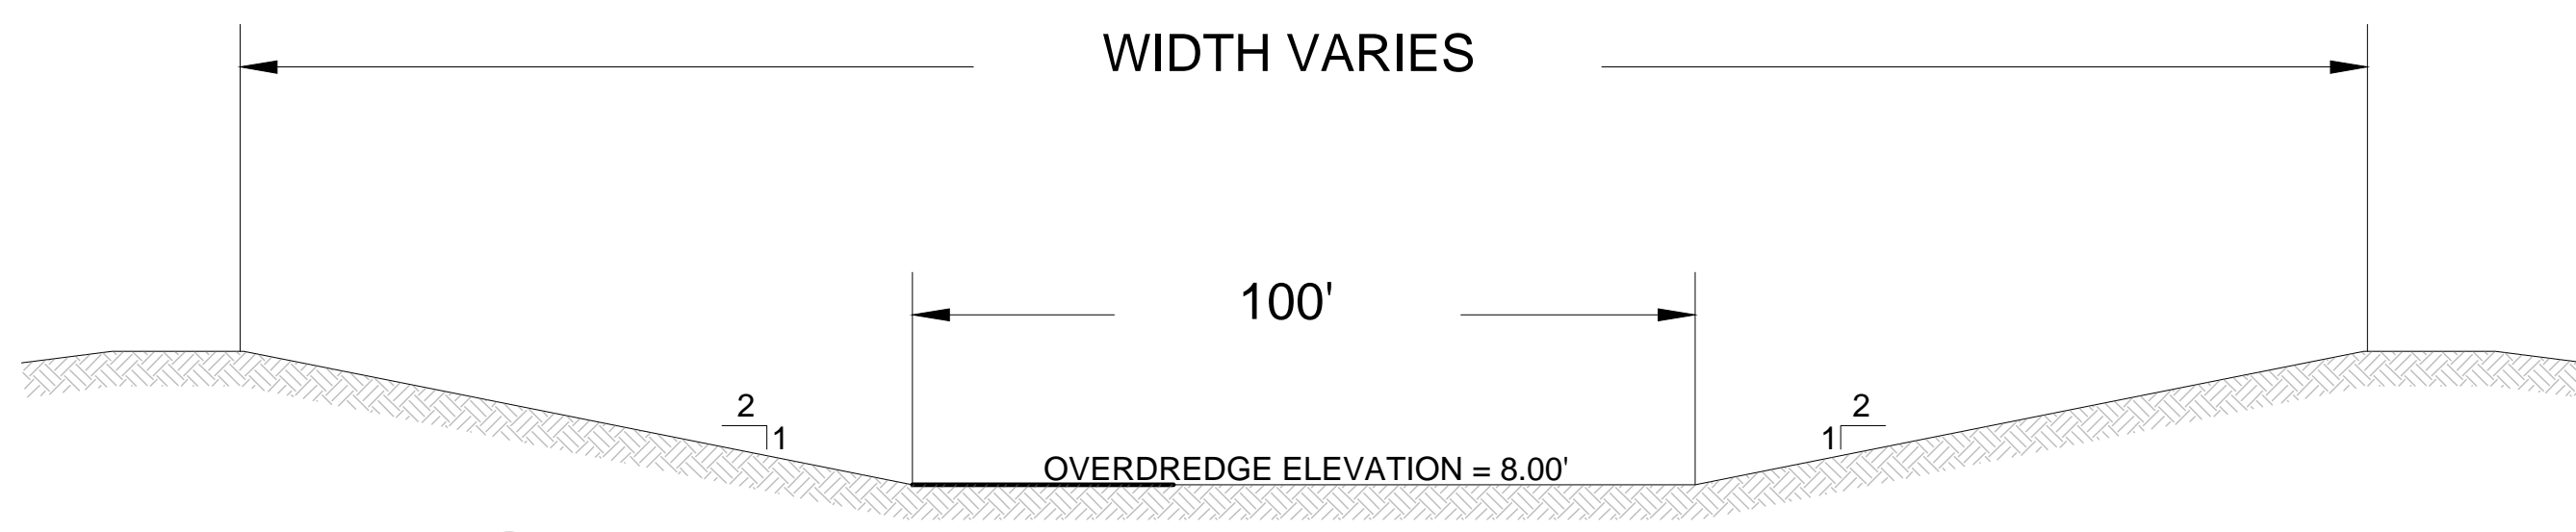 WIDTH VARIES
100'
2
1
2
1
OVERDREDGE ELEVATION = 8.00'